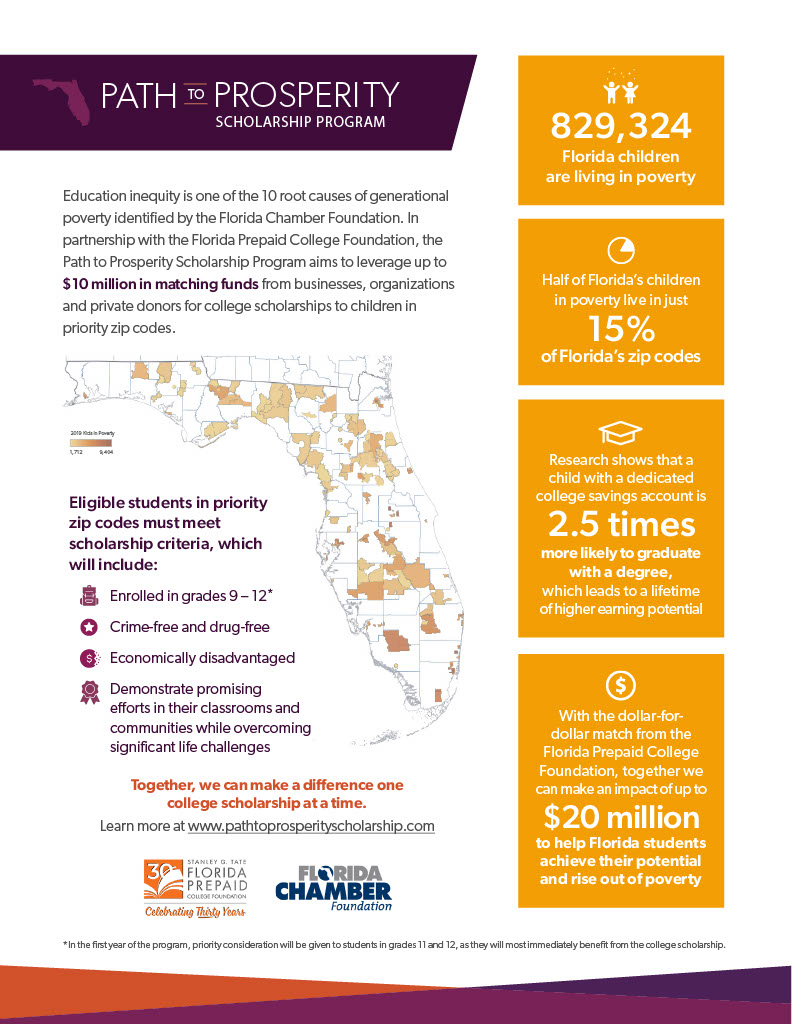 PATH TO PROSPERITY
SCHOLARSHIP PROGRAM
Education inequity is one of the 10 root causes of generational
poverty identified by the Florida Chamber Foundation. In
partnership with the Florida Prepaid College Foundation, the
Path to Prosperity Scholarship Program aims to leverage up to
$10 million in matching funds from businesses, organizations
and private donors for college scholarships to children in
priority zip codes.
2019 Kids in Poverty
1,712 9,404
Eligible students in priority
zip codes must meet
scholarship criteria, which
will include:
Enrolled in grades 9 – 12*
Crime-free and drug-free
$
Economically disadvantaged
Demonstrate promising
efforts in their classrooms and
communities while overcoming
significant life challenges
Together, we can make a difference one
college scholarship at a time.
Learn more at www.pathtoprosperityscholarship.com
30
STANLEY G. TATE
FLORIDA
PREPAID
COLLEGE FOUNDATION
Celebrating Thirty Years
FLORIDA
CHAMBER
Foundation
829,324
Florida children
are living in poverty
Half of Florida's children
in poverty live in just
15%
of Florida's zip codes
Research shows that a
child with a dedicated
college savings account is
2.5 times
more likely to graduate
with a degree,
which leads to a lifetime
of higher earning potential
$
With the dollar-for-
dollar match from the
Florida Prepaid College
Foundation, together we
can make an impact of up to
$20 million
to help Florida students
achieve their potential
and rise out of poverty
*In the first year of the program, priority consideration will be given to students in grades 11 and 12, as they will most immediately benefit from the college scholarship.